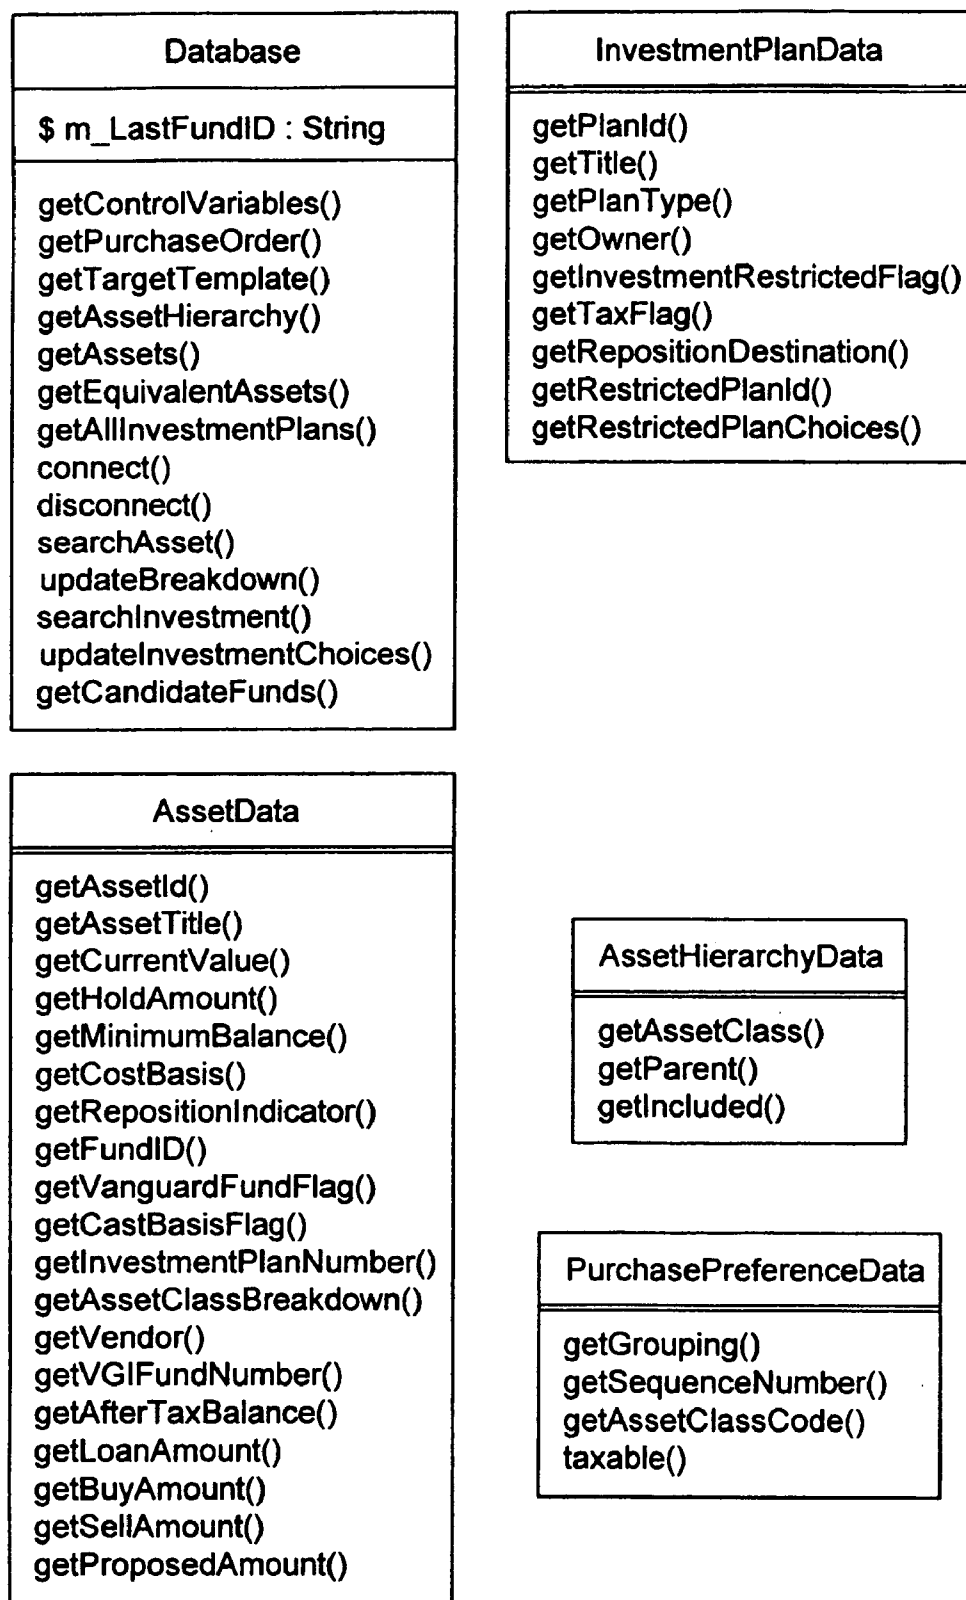 Database
$ m_LastFundID : String
getControlVariables()
getPurchaseOrder()
getTargetTemplate()
getAssetHierarchy()
getAssets()
getEquivalentAssets()
getAllInvestmentPlans()
connect()
disconnect()
searchAsset()
updateBreakdown()
searchInvestment()
updateInvestmentChoices()
getCandidateFunds()
InvestmentPlanData
getPlanId()
getTitle()
getPlanType()
getOwner()
getInvestmentRestrictedFlag()
getTaxFlag()
getRepositionDestination()
getRestrictedPlanId()
getRestrictedPlanChoices()
AssetData
getAssetId()
getAssetTitle()
getCurrentValue()
getHoldAmount()
getMinimumBalance()
getCostBasis()
getRepositionIndicator()
getFundID()
getVanguardFundFlag()
getCastBasisFlag()
getInvestmentPlanNumber()
getAssetClassBreakdown()
getVendor()
getVGIFundNumber()
getAfterTaxBalance()
getLoanAmount()
getBuyAmount()
getSellAmount()
getProposedAmount()
AssetHierarchyData
getAssetClass()
getParent()
getIncluded()
PurchasePreferenceData
getGrouping()
getSequenceNumber()
getAssetClassCode()
taxable()